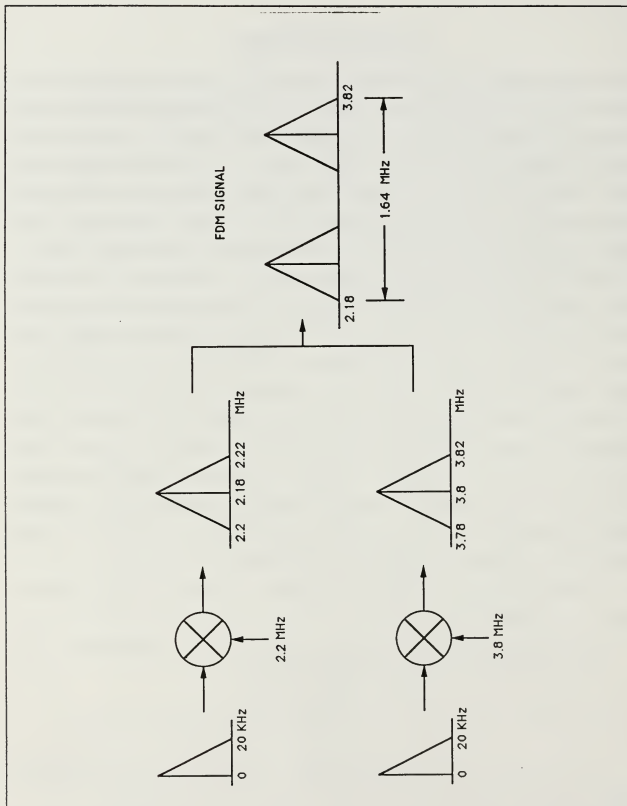 FDM SIGNAL
0 20 KHz
2.2 2.18 2.22 MHz
2.2 MHz
2.18 3.82
1.64 MHz
0 20 KHz
3.78 3.8 3.82 MHz
3.8 MHz